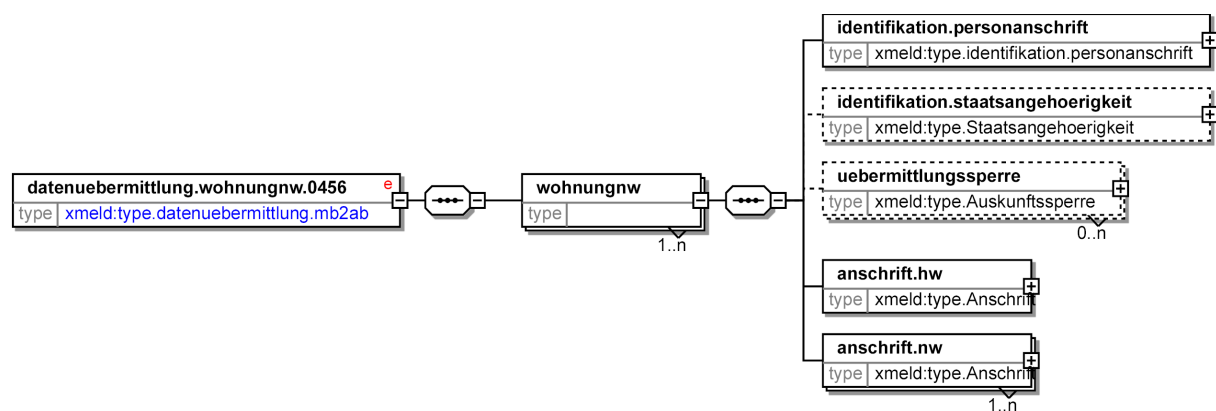 identifikation.personanschrift
type xmeld:type.identifikation.personanschrift
identifikation.staatsangehoerigkeit
type xmeld:type.Staatsangehoerigkeit
datenuebermittlung.wohnungnw.0456 e
type xmeld:type.datenuebermittlung.mb2ab
wohnungnw
type
1..n
uebermittlungssperre
type xmeld:type.Auskunftssperre
0..n
anschrift.hw
type xmeld:type.Anschrift
anschrift.nw
type xmeld:type.Anschrift
1..n